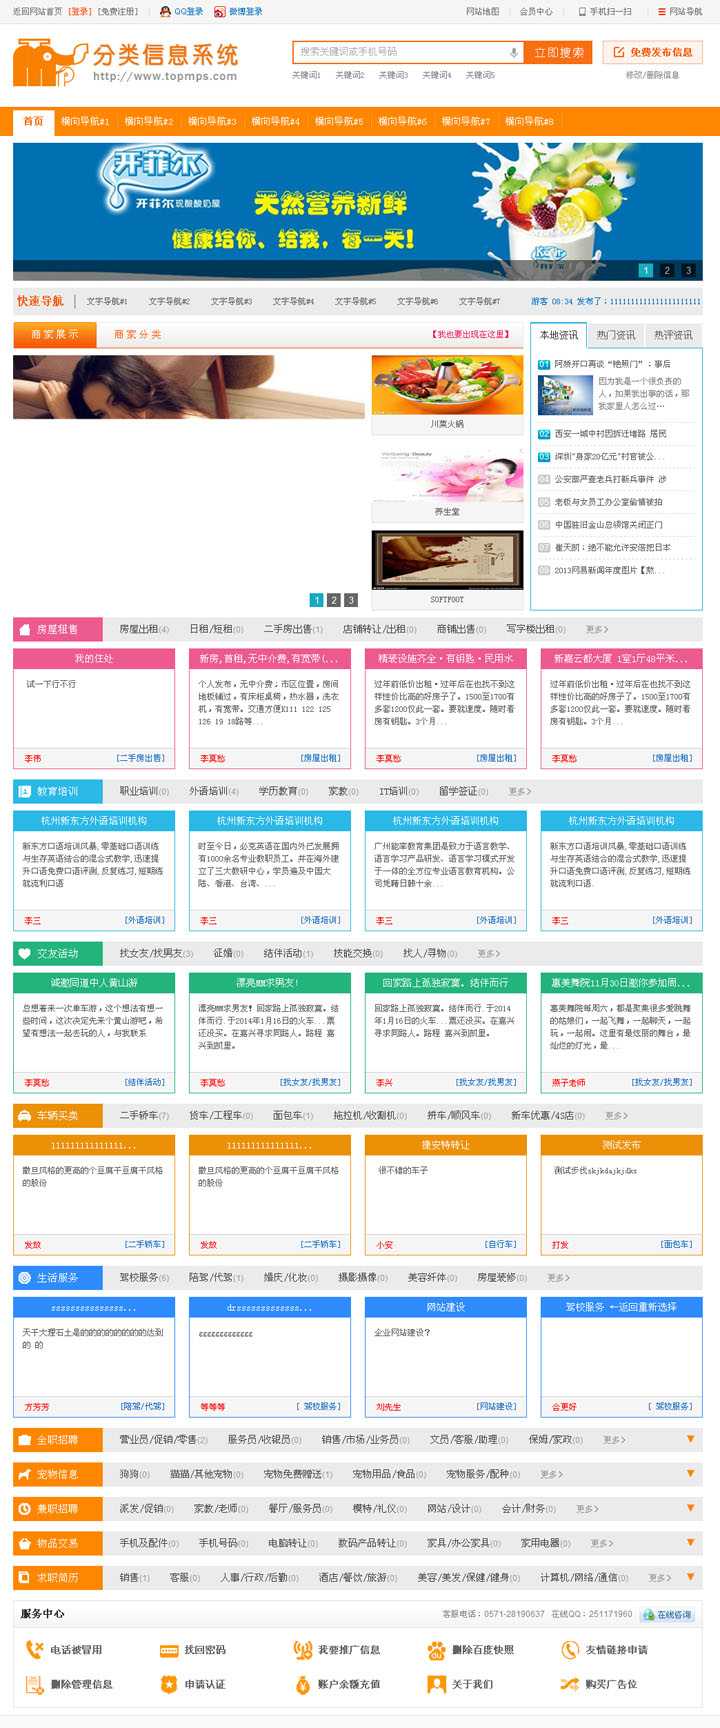 返回网站首页 [登录] [免费注册] QQ登录 微博登录 网站地图 会员中心 手机扫一扫 网站导航
分类信息系统
http://www.topmps.com
搜索关键词或手机号码 立即搜索 免费发布信息
关键词1 关键词2 关键词3 关键词4 关键词5 修改/删除信息
首页 横向导航#1 横向导航#2 横向导航#3 横向导航#4 横向导航#5 横向导航#6 横向导航#7 横向导航#8
开菲尔
开菲尔 现酿酸奶屋
天然营养新鲜
健康给你、给我，每一天!
1 2 3
快速导航 文字导航#1 文字导航#2 文字导航#3 文字导航#4 文字导航#5 文字导航#6 文字导航#7 游客 08:34 发布了:
商家展示 商家分类 【我也要出现在这里】
本地资讯 热门资讯 热评资讯
川菜火锅
养生堂
SOFTFOOT
1 2 3
01 阿娇开口再谈“艳照门”：事后
因为我是一个很负责的
人，如果我出事的话，那
我家里人怎么过…
02 西安一城中村因拆迁堵路 居民
03 深圳"身家20亿元"村官被公...
04 公安部严查老兵打新兵事件 涉
05 老板与女员工办公室偷情被拍
06 中国驻旧金山总领馆关闭正门
07 崔天凯：绝不能允许安倍把日本
08 2013网易新闻年度图片【熬...
房屋租售 房屋出租(4) 日租/短租(0) 二手房出售(1) 店铺转让/出租(0) 商铺出售(0) 写字楼出租(0) 更多>
我的住处
试一下行不行
李伟 [二手房出售]
新房,首租,无中介费,有宽带(...
个人发布，无中介费；市区位置，房间
地板铺过，有床柜桌椅，热水器，洗衣
机，有宽带。交通方便K111 122 125
126 19 18路等...
李莫愁 [房屋出租]
精装设施齐全·有钥匙·民用水
过年前低价出租·过年后在也找不到这
样性价比高的好房子了。1500至1700有
多套1200仅此一套。要就速度。随时看
房有钥匙。3个月...
李莫愁 [房屋出租]
新嘉云都大厦 1室1厅48平米...
过年前低价出租·过年后在也找不到这
样性价比高的好房子了。1500至1700有
多套1200仅此一套。要就速度。随时看
房有钥匙。3个月...
李莫愁 [房屋出租]
教育培训 职业培训(0) 外语培训(4) 学历教育(0) 家教(0) IT培训(0) 留学签证(0) 更多>
杭州新东方外语培训机构
新东方口语培训风暴,零基础口语训练
与生存英语结合的混合式教学,迅速提
升口语免费口语评测,反复练习,短期练
就流利口语
李三 [外语培训]
杭州新东方外语培训机构
时至今日，必克英语在国内外已发展拥
有1000余名专业教职员工。并在海外建
立了三大教研中心，学员遍及中国大
陆、香港、台湾、...
李三 [外语培训]
杭州新东方外语培训机构
广州能率教育集团是致力于语言教学、
语言学习产品研发、语言学习模式开发
于一体的全方位专业语言教育机构。公
司凭藉日韩十余...
李三 [外语培训]
杭州新东方外语培训机构
新东方口语培训风暴,零基础口语训练
与生存英语结合的混合式教学,迅速提
升口语免费口语评测,反复练习,短期练
就流利口语.
李三 [外语培训]
交友活动 找女友/找男友(3) 征婚(0) 结伴活动(1) 技能交换(0) 找人/寻物(0) 更多>
诚邀同道中人黄山游
总想着来一次单车游，这个想法有想一
些时间，这次决定先来个黄山游吧，希
望有想法一起去玩的人，与我联系
李莫愁 [结伴活动]
漂亮MM求男友!
漂亮MM求男友! 回家路上孤独寂寞。结
伴而行.于2014年1月16日的火车...票
还没买。在嘉兴寻求同路人。路程 嘉
兴到凯里。
李莫愁 [找女友/找男友]
回家路上孤独寂寞。结伴而行
回家路上孤独寂寞。结伴而行.于2014
年1月16日的火车...票还没买。在嘉兴
寻求同路人。路程 嘉兴到凯里。
李兴 [找女友/找男友]
惠美舞院11月30日邀你参加周...
惠美舞院每周六，都是聚集很多爱跳舞
的姑娘们，一起飞舞，一起聊天，一起
玩，一起闹。这里有最炫丽的舞台，最
灿烂的灯光，最...
燕子老师 [找女友/找男友]
车辆买卖 二手轿车(7) 货车/工程车(0) 面包车(1) 拖拉机/收割机(0) 拼车/顺风车(0) 新车优惠/4S店(0) 更多>
111111111111111...
撒旦风格的更高的个豆腐干豆腐干风格
的股份
发放 [二手轿车]
111111111111111...
撒旦风格的更高的个豆腐干豆腐干风格
的股份
发放 [二手轿车]
捷安特转让
很不错的车子
小安 [自行车]
测试发布
打发 [面包车]
生活服务 驾校服务(6) 陪驾/代驾(1) 婚庆/化妆(0) 摄影摄像(0) 美容纤体(0) 房屋装修(0) 更多>
sssssssssssssss...
天干大理石土是的的的的的的的的达到
的 的
方芳芳 [陪驾/代驾]
drsssssssssssss...
等等等 [ 驾校服务]
网站建设
企业网站建设?
刘先生 [网站建设]
驾校服务 ←返回重新选择
会更好 [ 驾校服务]
全职招聘 营业员/促销/零售(2) 服务员/收银员(0) 销售/市场/业务员(0) 文员/客服/助理(0) 保姆/家政(0) 更多>
宠物信息 狗狗(0) 猫猫/其他宠物(0) 宠物免费赠送(1) 宠物用品/食品(0) 宠物服务/配种(0) 更多>
兼职招聘 派发/促销(0) 家教/老师(0) 餐厅/服务员(0) 模特/礼仪(0) 网站/设计(0) 会计/财务(0) 更多>
物品交易 手机及配件(0) 手机号码(0) 电脑转让(0) 数码产品转让(0) 家具/办公家具(0) 家用电器(0) 更多>
求职简历 销售(1) 客服(0) 人事/行政/后勤(0) 酒店/餐饮/旅游(0) 美容/美发/保健/健身(0) 计算机/网络/通信(0) 更多>
服务中心 客服电话：0571-28190637 在线QQ：251171960 在线咨询
电话被冒用 找回密码 我要推广信息 删除百度快照 友情链接申请
删除管理信息 申请认证 账户余额充值 关于我们 购买广告位